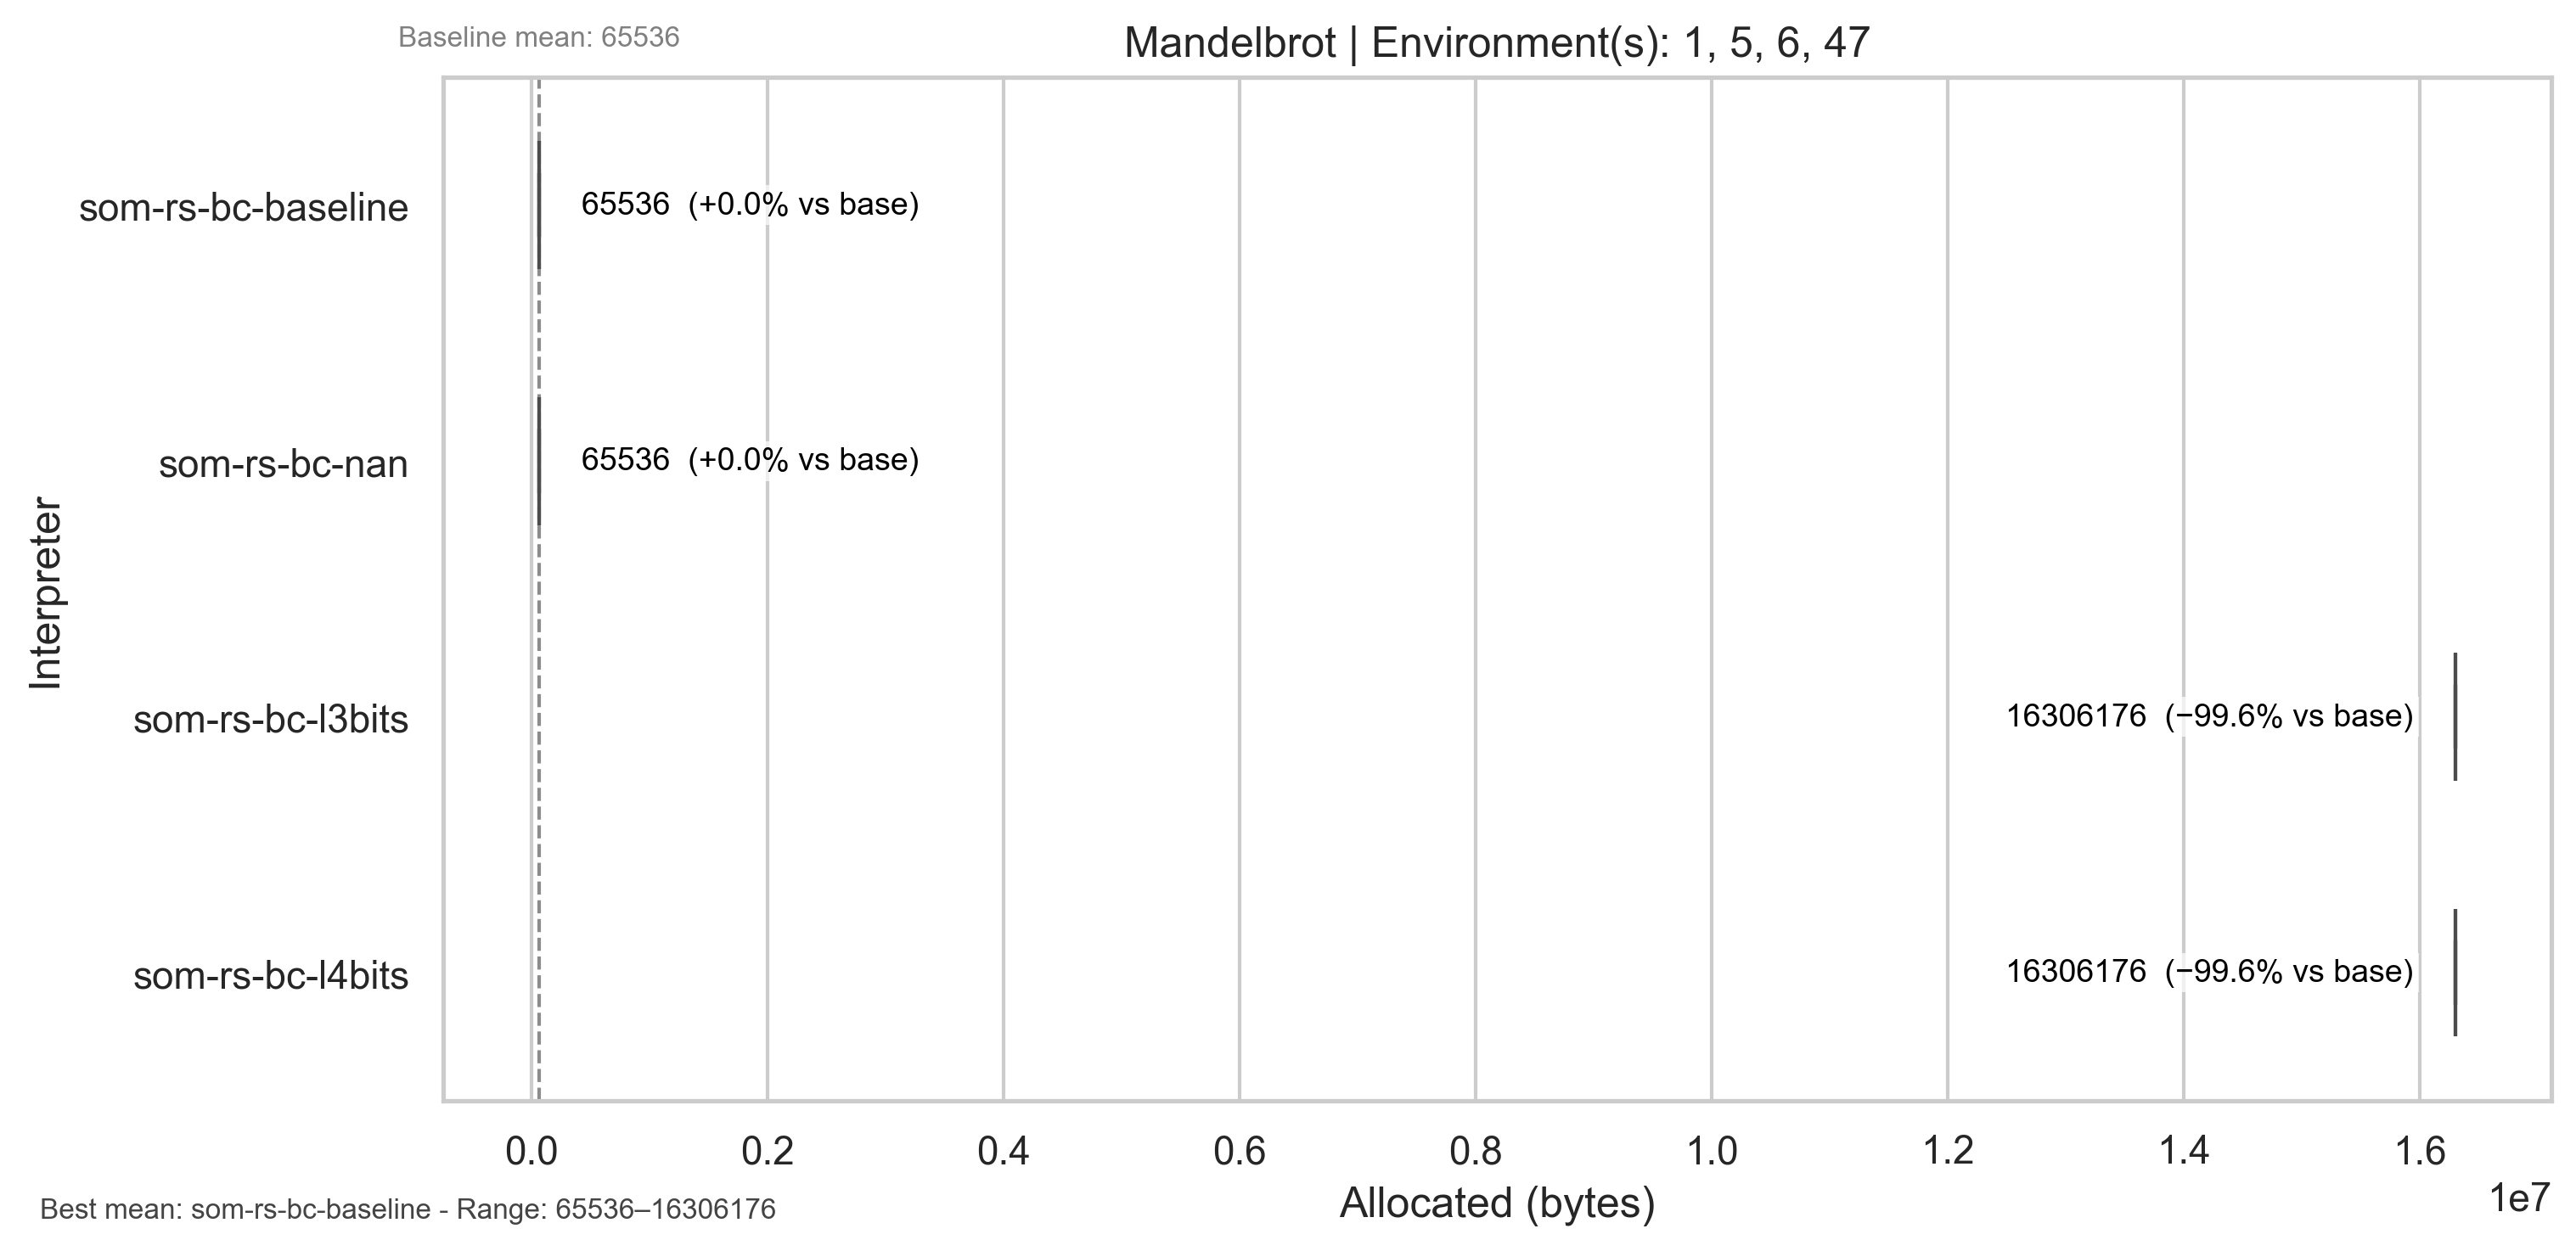 Baseline mean: 65536
Mandelbrot | Environment(s): 1, 5, 6, 47
som-rs-bc-baseline
65536  (+0.0% vs base)
som-rs-bc-nan
65536  (+0.0% vs base)
Interpreter
som-rs-bc-l3bits
16306176  (−99.6% vs base)
som-rs-bc-l4bits
16306176  (−99.6% vs base)
0.0 0.2 0.4 0.6 0.8 1.0 1.2 1.4 1.6
1e7
Allocated (bytes)
Best mean: som-rs-bc-baseline - Range: 65536–16306176